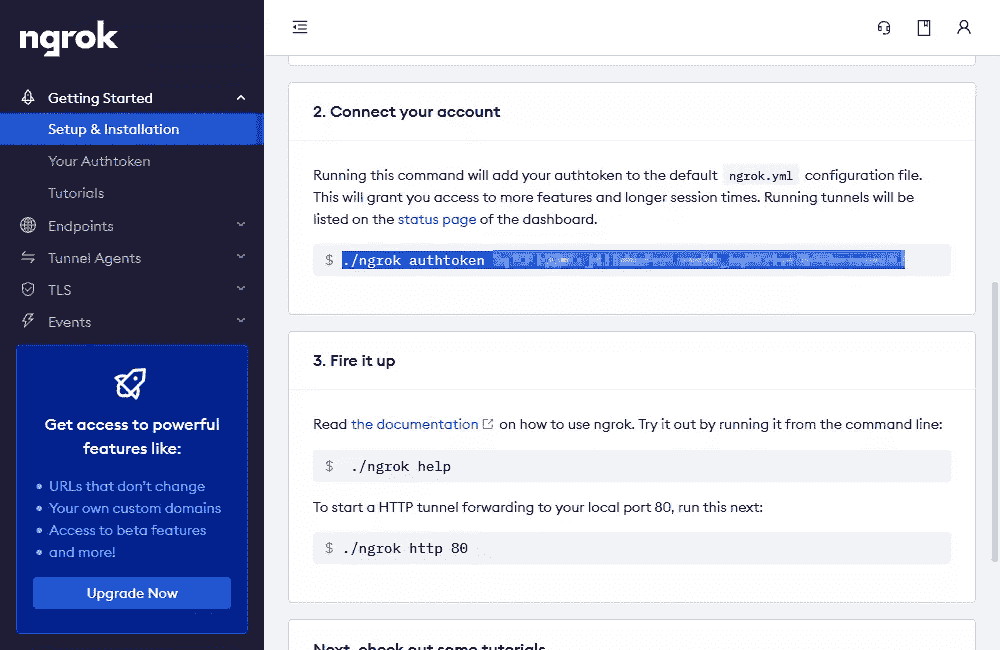 ngrok
Getting Started
Setup & Installation
Your Authtoken
Tutorials
Endpoints
Tunnel Agents
TLS
Events
Get access to powerful
features like:
URLs that don't change
Your own custom domains
Access to beta features
and more!
Upgrade Now
2. Connect your account
Running this command will add your authtoken to the default ngrok.yml configuration file.
This will grant you access to more features and longer session times. Running tunnels will be
listed on the status page of the dashboard.
$ ./ngrok authtoken
3. Fire it up
Read the documentation on how to use ngrok. Try it out by running it from the command line:
$ ./ngrok help
To start a HTTP tunnel forwarding to your local port 80, run this next:
$ ./ngrok http 80
Next, check out some tutorials